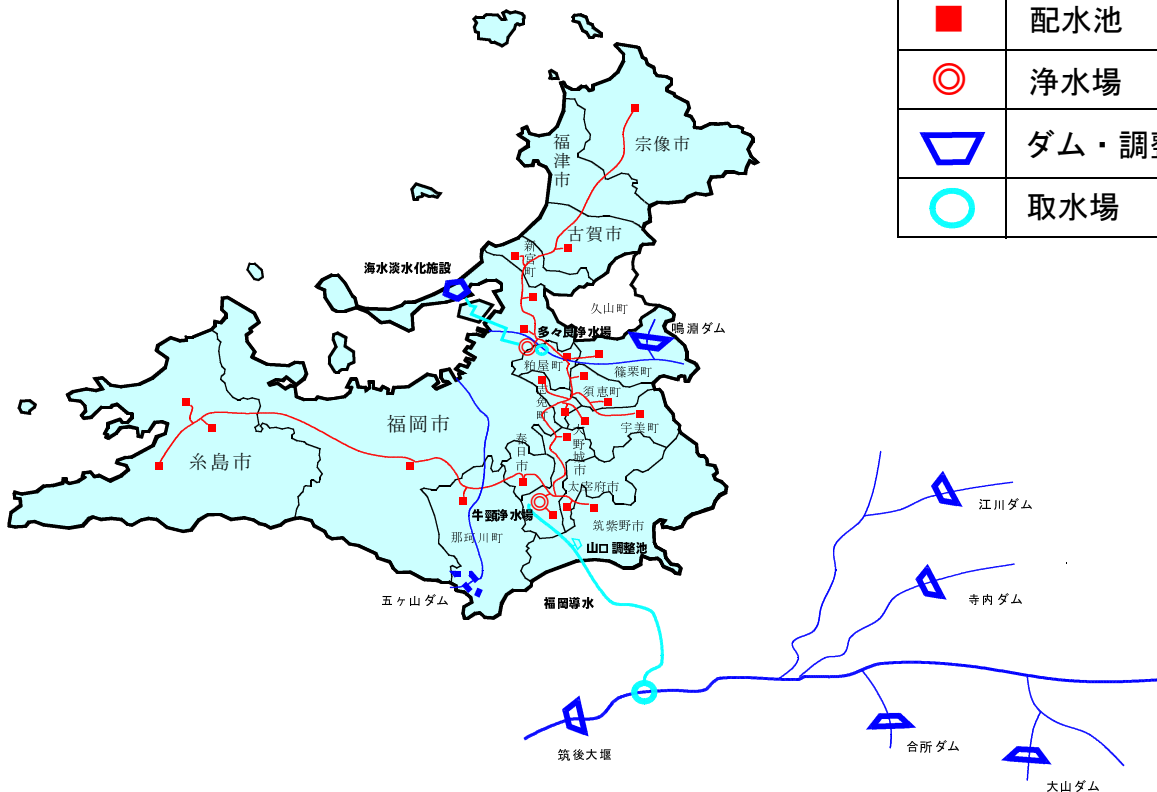 配水池
浄水場
ダム・調整
取水場
福津市
宗像市
古賀市
新宮町
海水淡水化施設
久山町
多々良浄水場
鳴淵ダム
粕屋町
篠栗町
須恵町
志免町
宇美町
福岡市
糸島市
春日市
大野城市
太宰府市
牛頸浄水場
筑紫野市
那珂川町
山口調整池
五ヶ山ダム
福岡導水
江川ダム
寺内ダム
筑後大堰
合所ダム
大山ダム